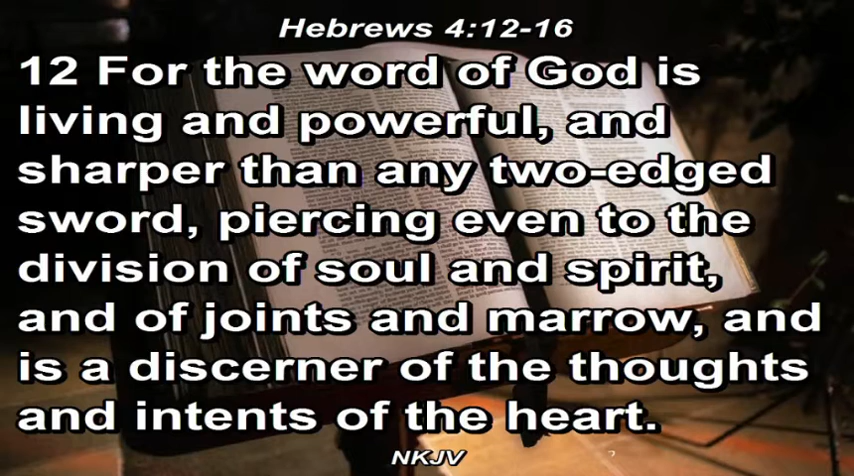 Hebrews 4:12-16
12 For the word of God is
living and powerful, and
sharper than any two-edged
sword, piercing even to the
division of soul and spirit,
and of joints and marrow, and
is a discerner of the thoughts
and intents of the heart.
NKJV